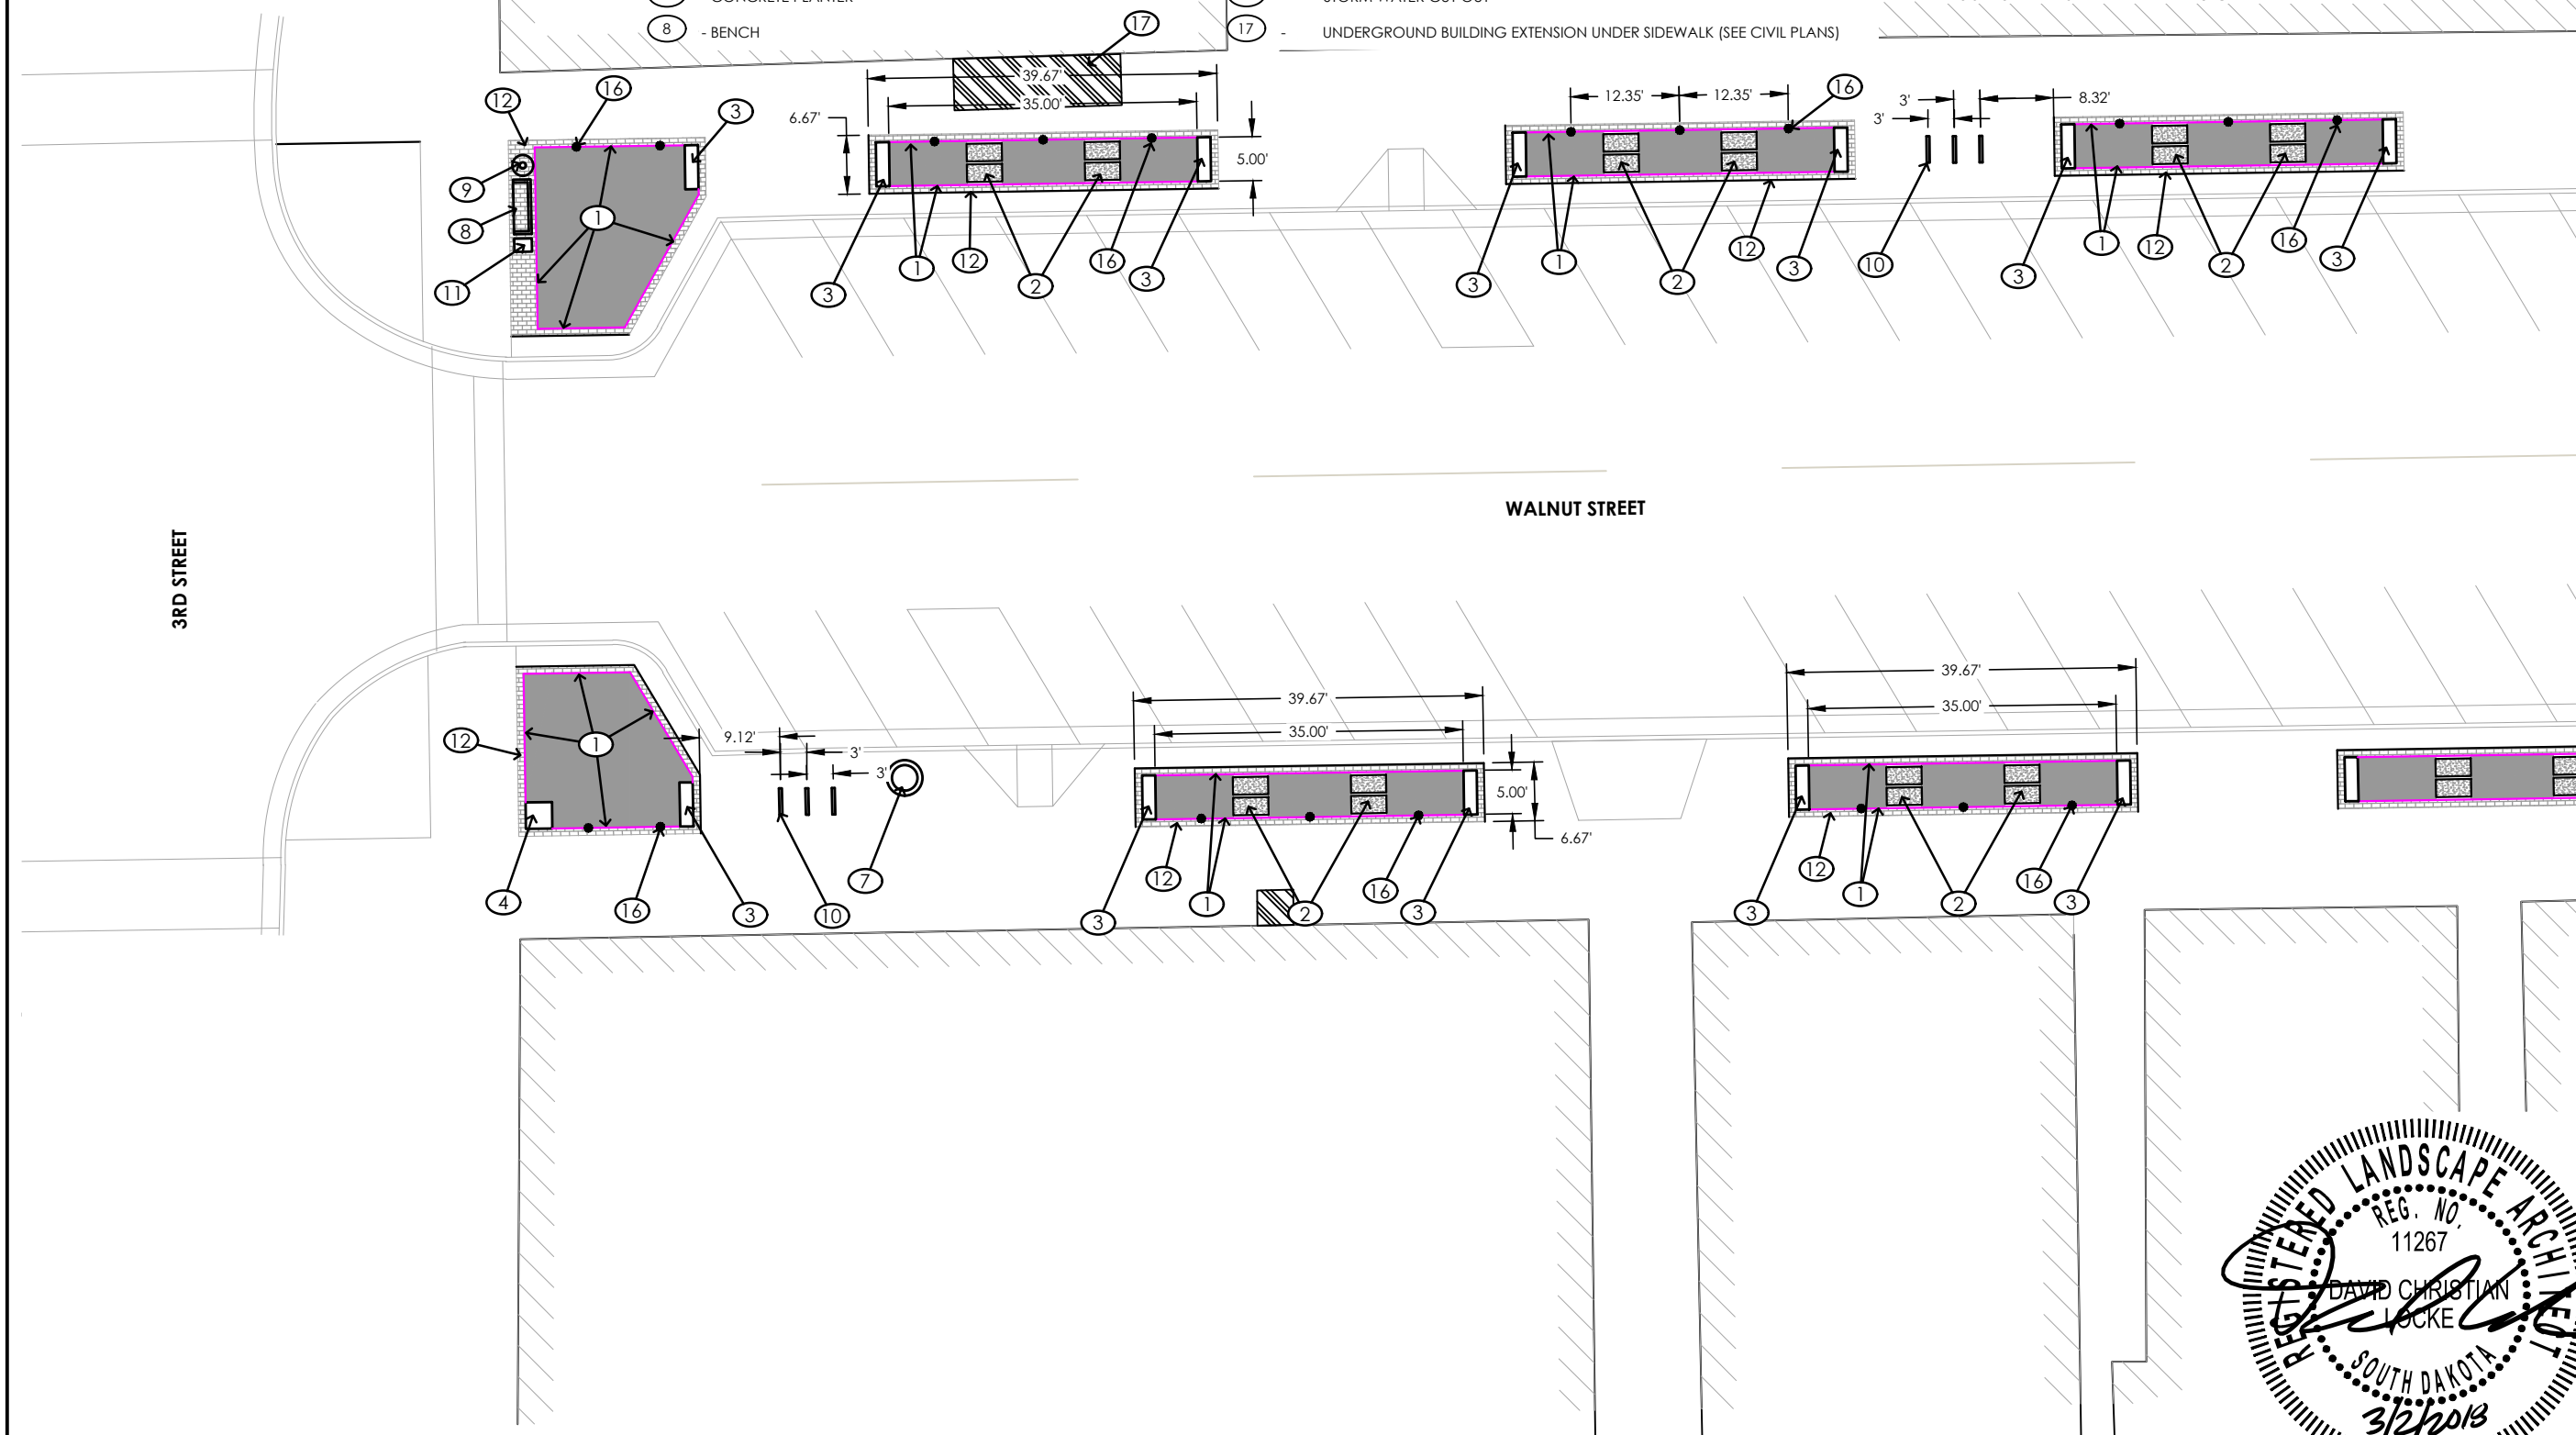 8 - BENCH
17 - UNDERGROUND BUILDING EXTENSION UNDER SIDEWALK (SEE CIVIL PLANS)
17
12 16 3
39.67'
35.00'
6.67'
5.00'
12.35' 12.35' 16
3' 8.32'
3'
9
8
1
11
3 1 12 2 16 3
3 1 2 12 3 10
3 1 12 2 16 3
WALNUT STREET
3RD STREET
12
1
9.12'
3'
3'
39.67'
35.00'
5.00'
6.67'
39.67'
35.00'
4 16 3 10 7
3 12 1 2 16 3
3 12 1 2 16 3
REGISTERED LANDSCAPE ARCHITECT
REG. NO.
11267
DAVID CHRISTIAN
LOCKE
SOUTH DAKOTA
3/2/2018